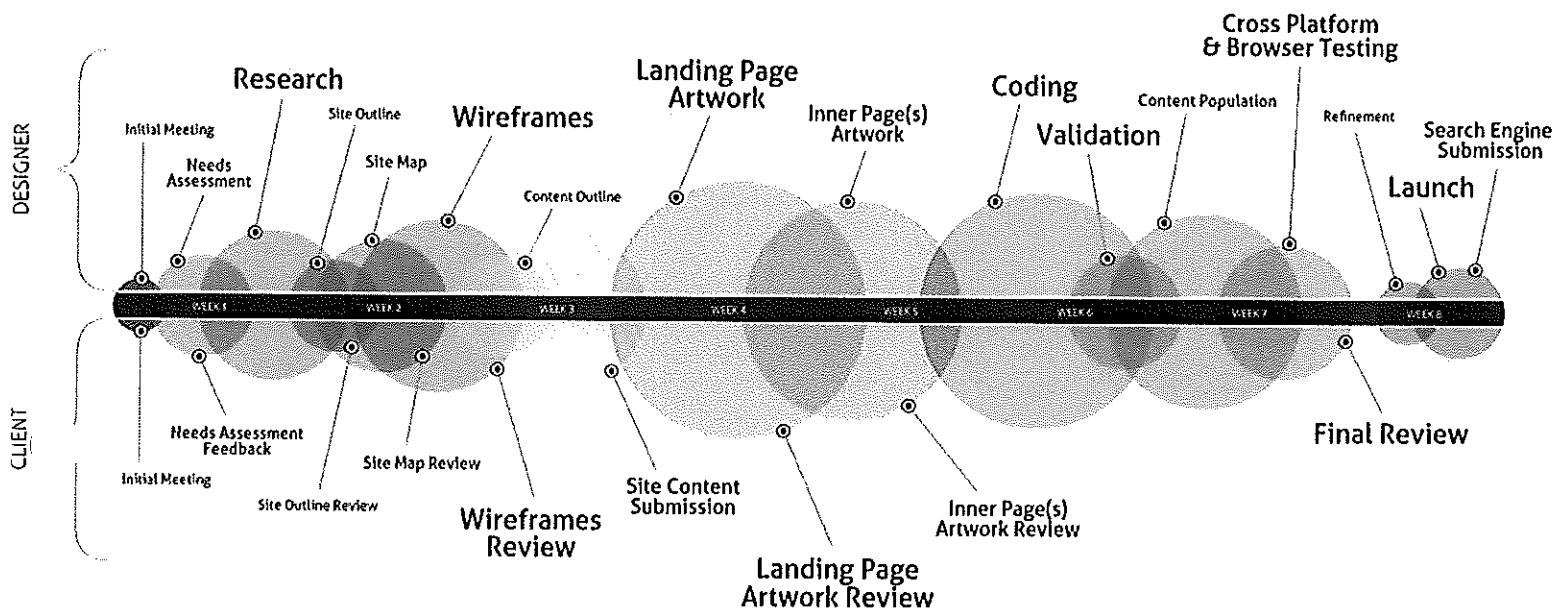 DESIGNER
Initial Meeting
Needs
Assessment
Research
Site Outline
Site Map
Wireframes
Content Outline
Landing Page
Artwork
Inner Page(s)
Artwork
Coding
Validation
Content Population
Cross Platform
& Browser Testing
Refinement
Launch
Search Engine
Submission
WEEK 1
WEEK 2
WEEK 3
WEEK 4
WEEK 5
WEEK 6
WEEK 7
WEEK 8
CLIENT
Initial Meeting
Needs Assessment
Feedback
Site Outline Review
Site Map Review
Wireframes
Review
Site Content
Submission
Landing Page
Artwork Review
Inner Page(s)
Artwork Review
Final Review